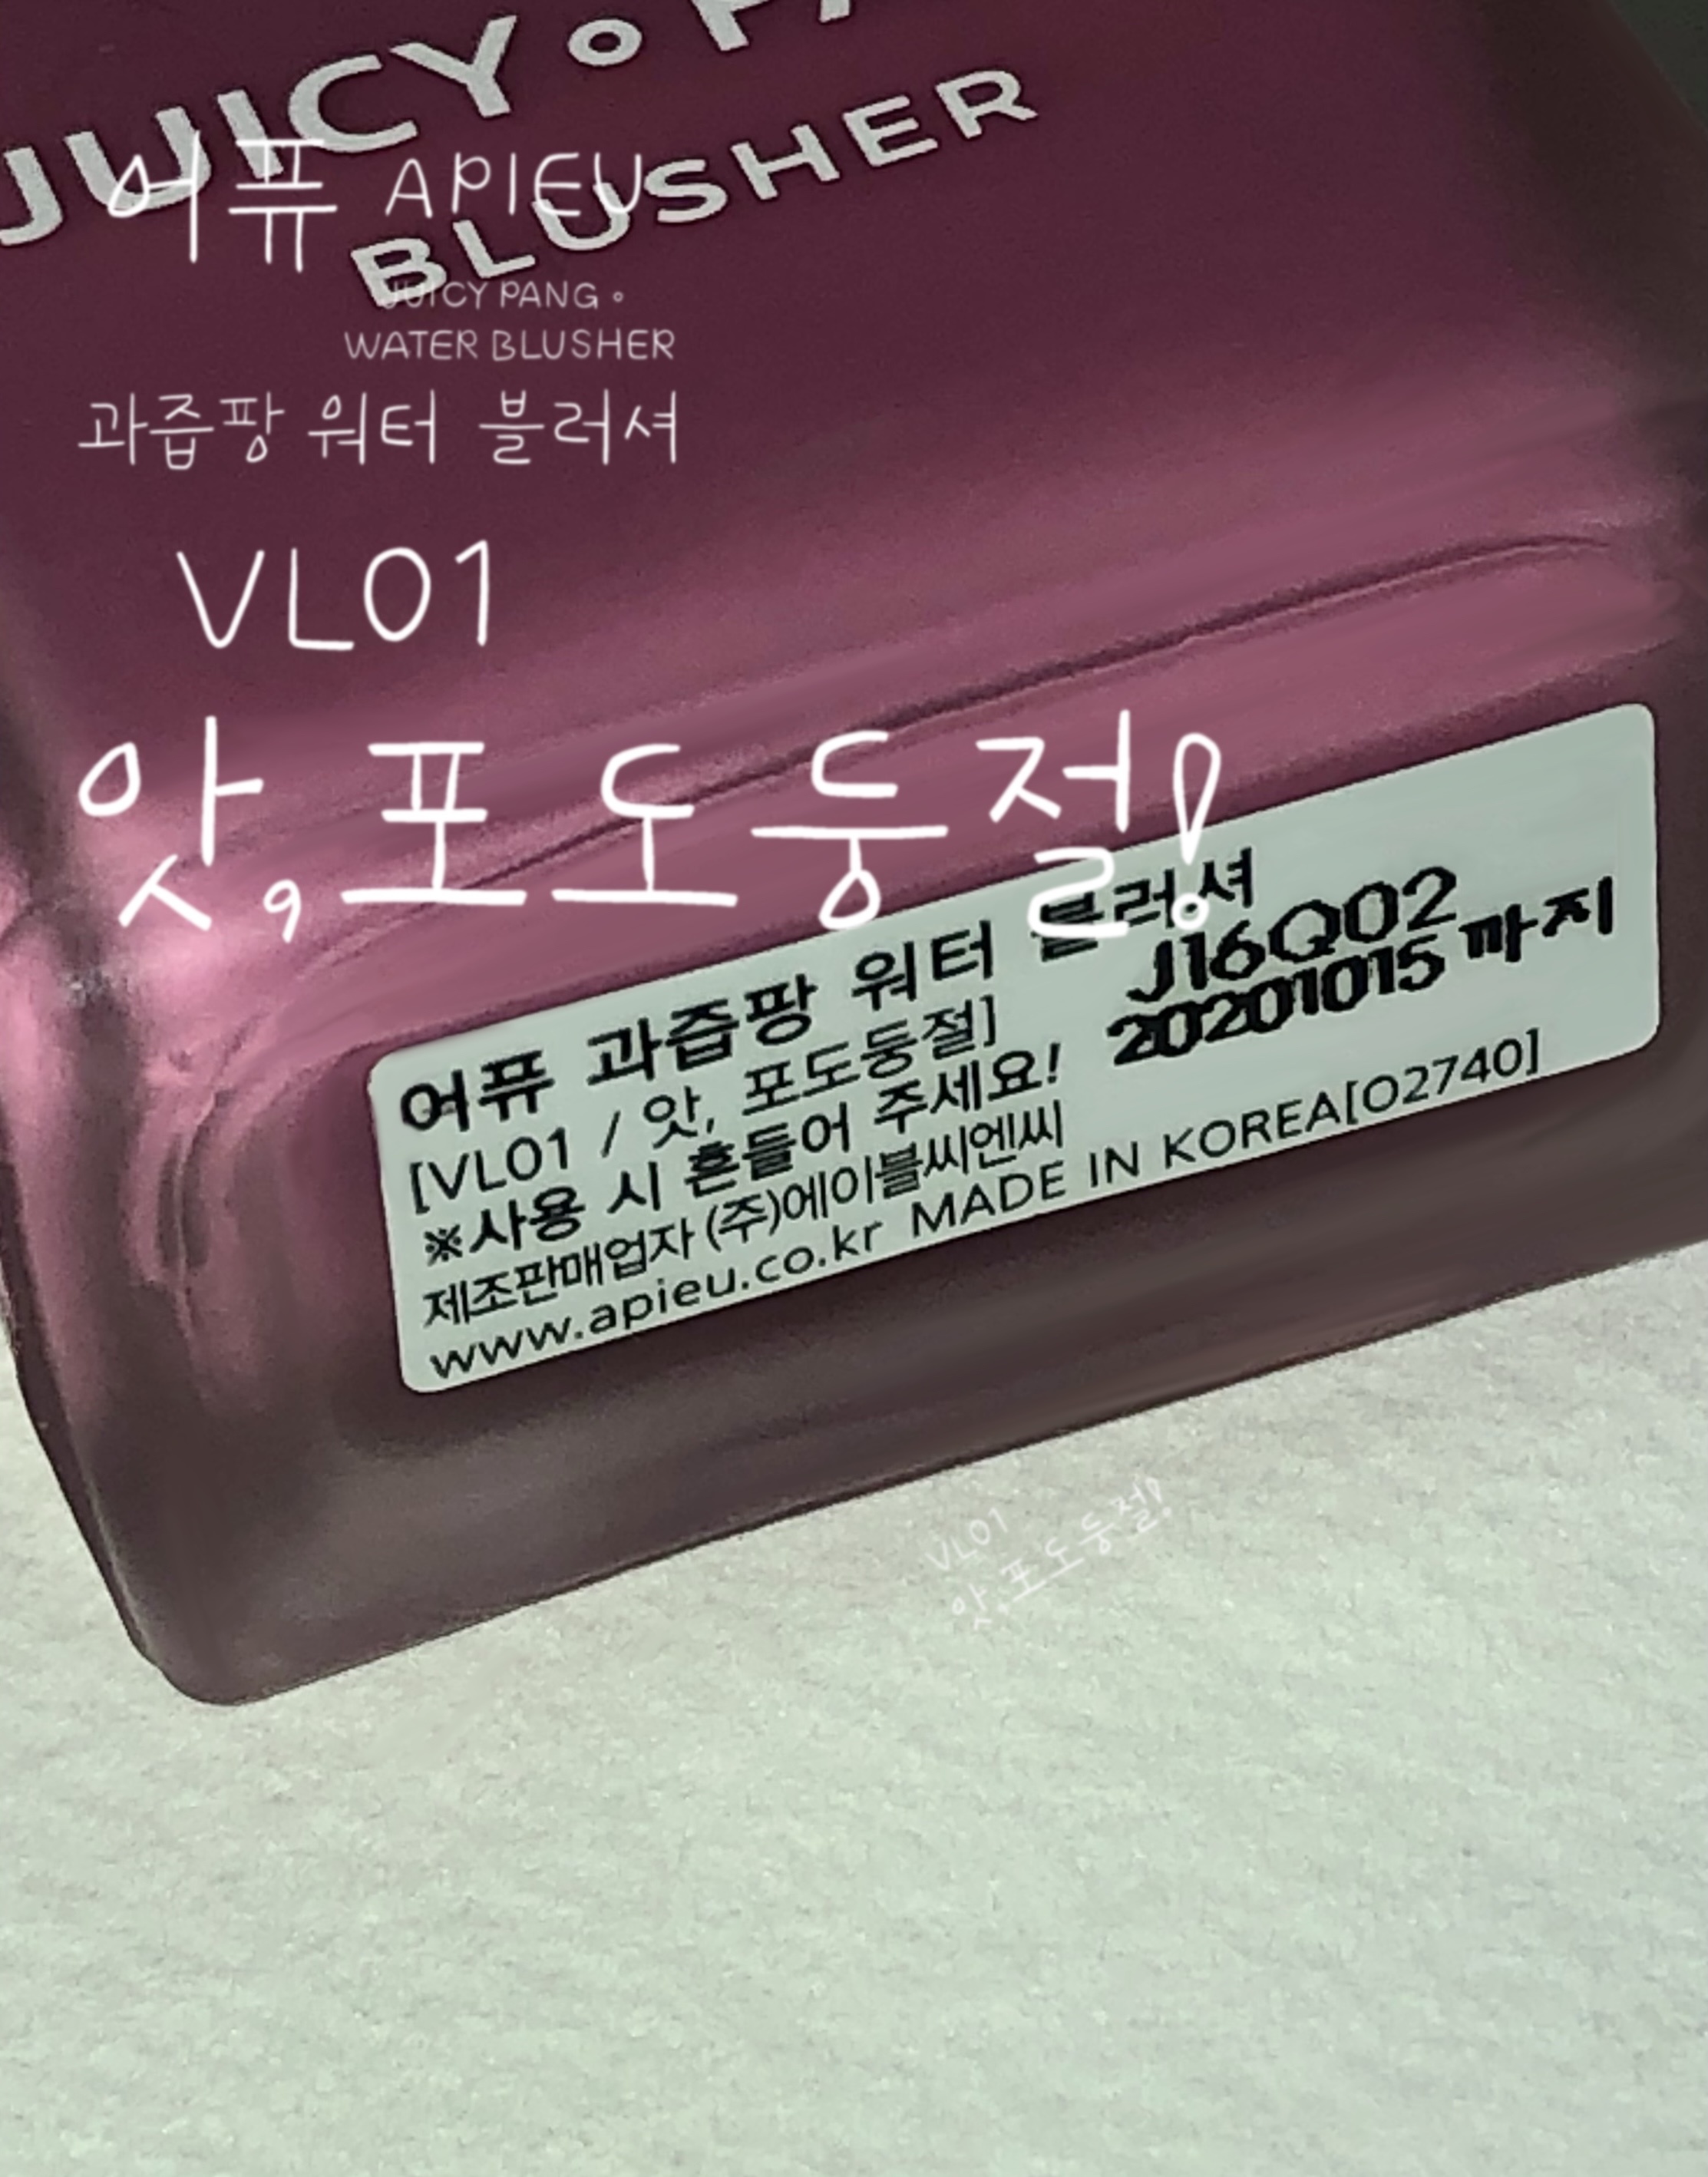 JUICY
BLUSHER
어퓨 APIEU
JUICY PANG
WATER BLUSHER
과즙팡 워터 블러셔
VL01
앗, 포도둥절!
어퓨 과즙팡 워터 블러셔
[VL01 / 앗, 포도둥절]
J16Q02
※사용 시 흔들어 주세요!
20201015 까지
제조판매업자 (주)에이블씨엔씨
www.apieu.co.kr MADE IN KOREA[O2740]
VL01
앗, 포도둥절!